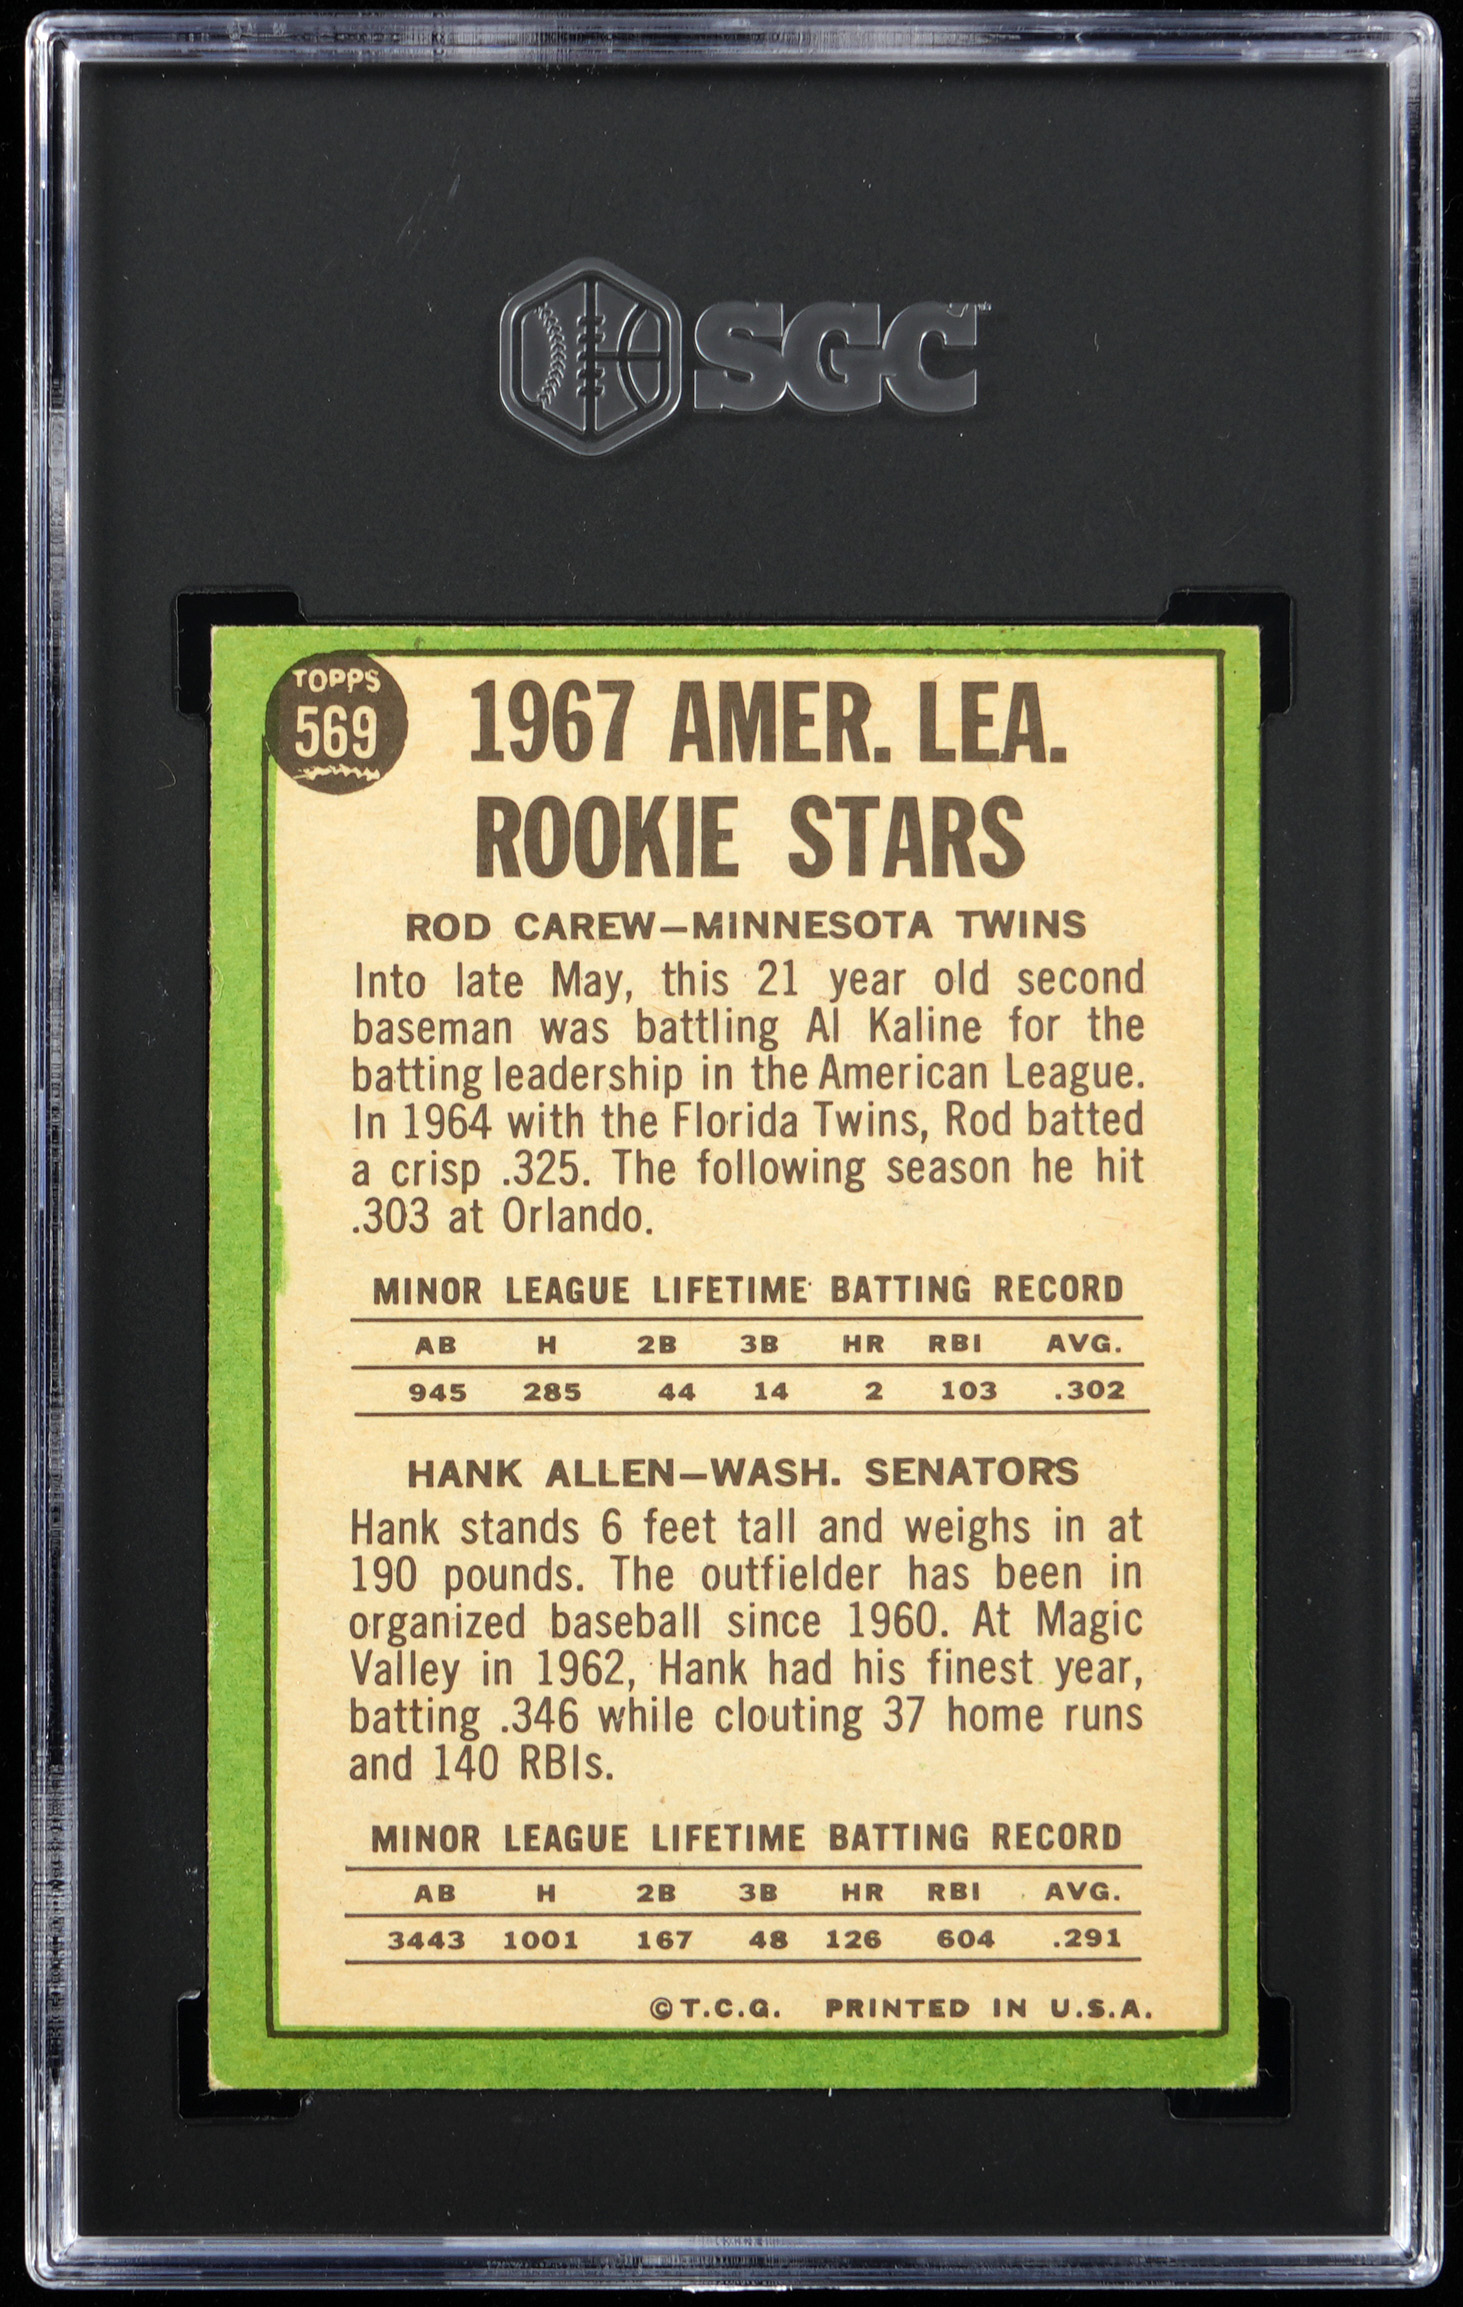 SGC
TOPPS
569
1967 AMER. LEA.
ROOKIE STARS
ROD CAREW—MINNESOTA TWINS
Into late May, this 21 year old second
baseman was battling Al Kaline for the
batting leadership in the American League.
In 1964 with the Florida Twins, Rod batted
a crisp .325. The following season he hit
.303 at Orlando.
MINOR LEAGUE LIFETIME BATTING RECORD
AB H 2B 3B HR RBI AVG.
945 285 44 14 2 103 .302
HANK ALLEN—WASH. SENATORS
Hank stands 6 feet tall and weighs in at
190 pounds. The outfielder has been in
organized baseball since 1960. At Magic
Valley in 1962, Hank had his finest year,
batting .346 while clouting 37 home runs
and 140 RBIs.
MINOR LEAGUE LIFETIME BATTING RECORD
AB H 2B 3B HR RBI AVG.
3443 1001 167 48 126 604 .291
©T.C.G. PRINTED IN U.S.A.